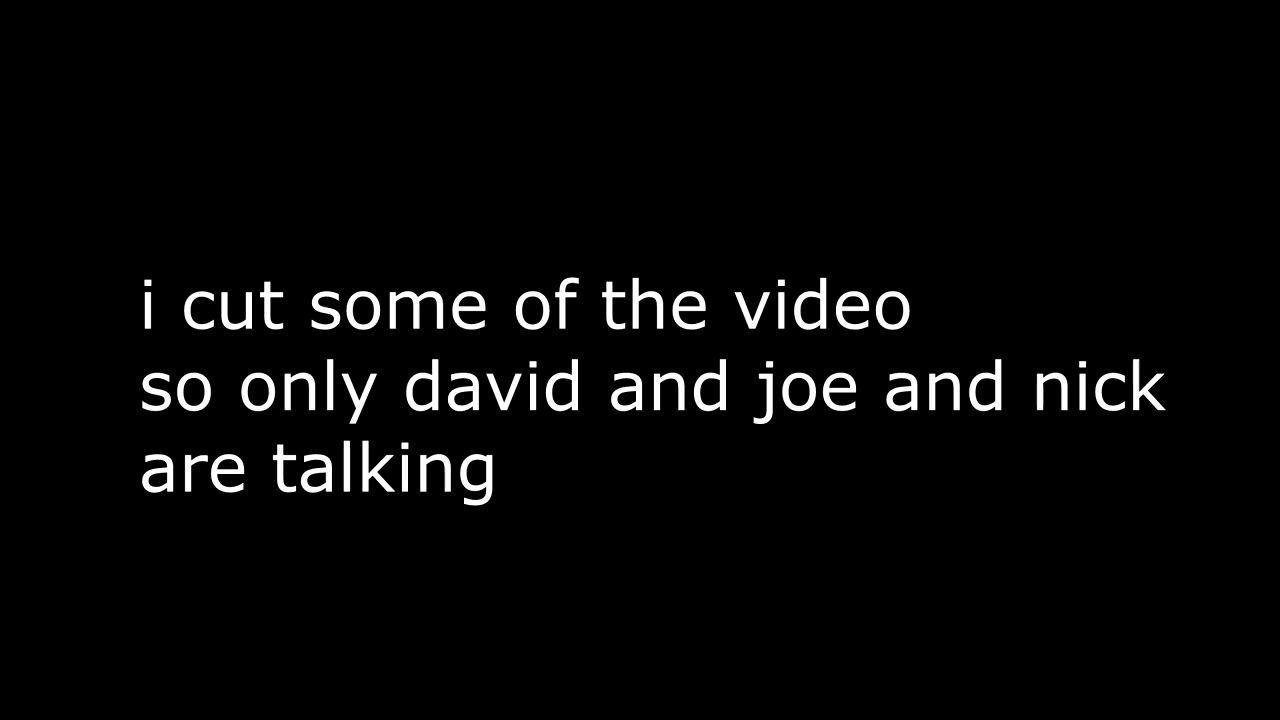 i cut some of the video
so only david and joe and nick
are talking